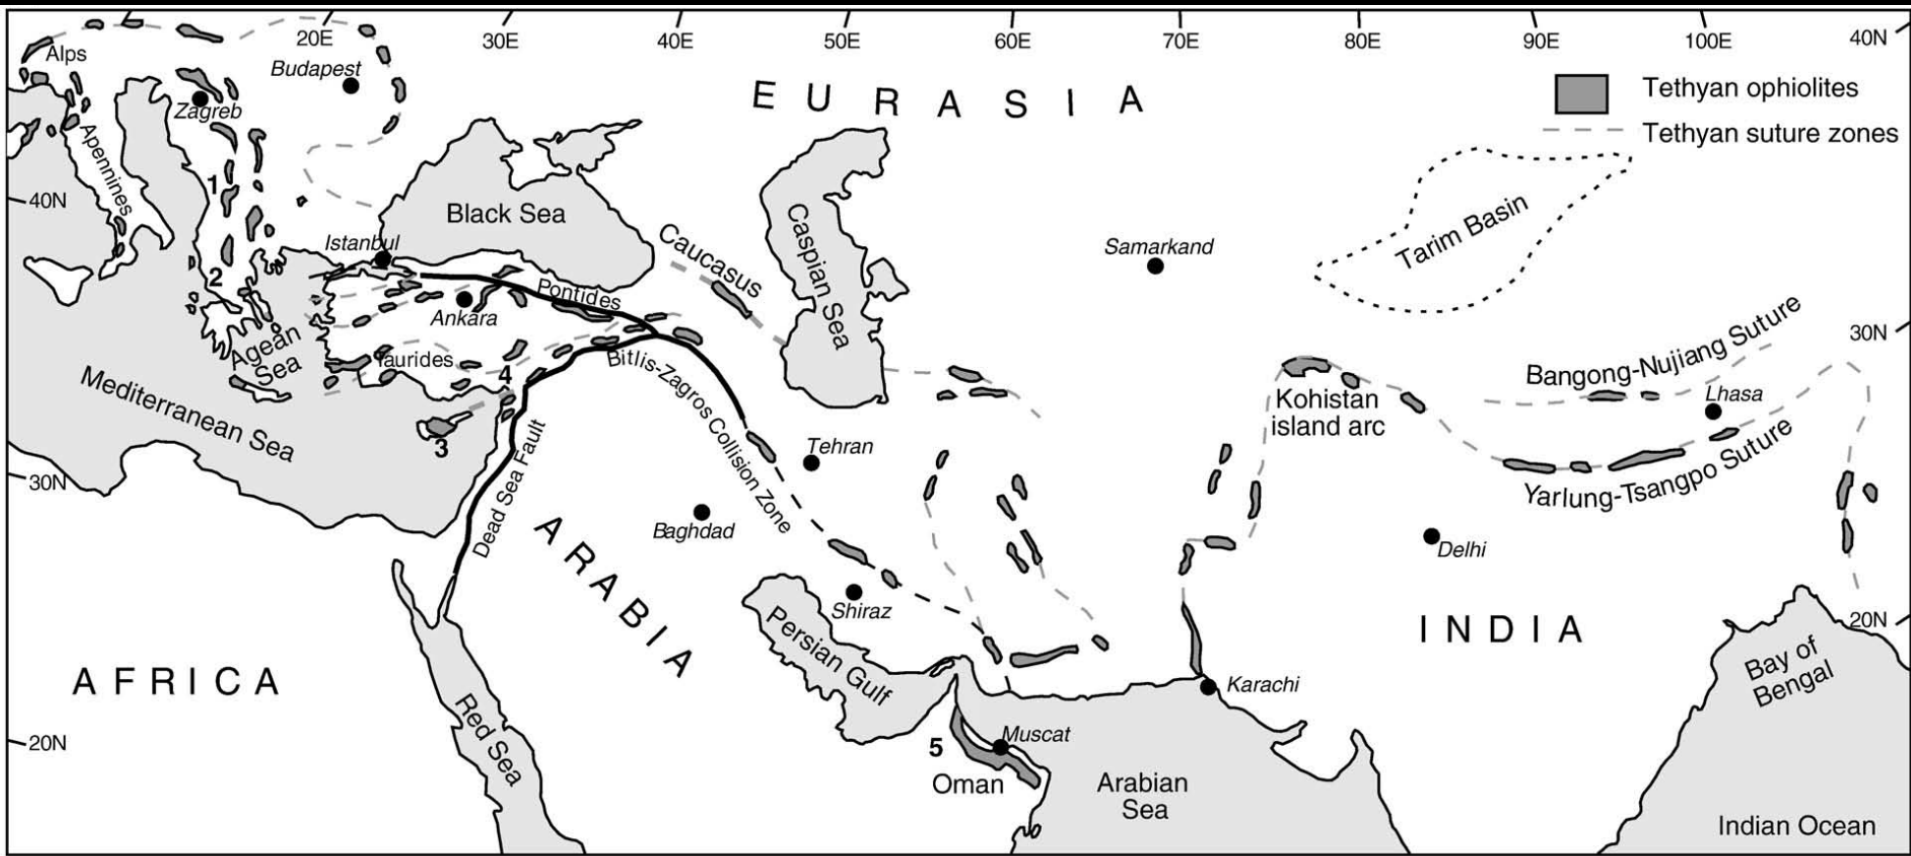 20E
30E
40E
50E
60E
70E
80E
90E
100E
40N
Alps
Budapest
Zagreb
EURASIA
Tethyan ophiolites
Tethyan suture zones
Apennines
1
40N
Black Sea
Istanbul
Caucasus
Caspian Sea
Samarkand
Tarim Basin
2
Pontides
Ankara
30N
Agean
Sea
Taurides
4
Bitlis-Zagros Collision Zone
Bangong-Nujiang Suture
Kohistan
island arc
Lhasa
Mediterranean Sea
3
Tehran
Yarlung-Tsangpo Suture
30N
Dead Sea Fault
Baghdad
Delhi
ARABIA
Shiraz
Persian Gulf
INDIA
20N
AFRICA
Karachi
Bay of
Bengal
Red Sea
20N
5
Muscat
Oman
Arabian
Sea
Indian Ocean